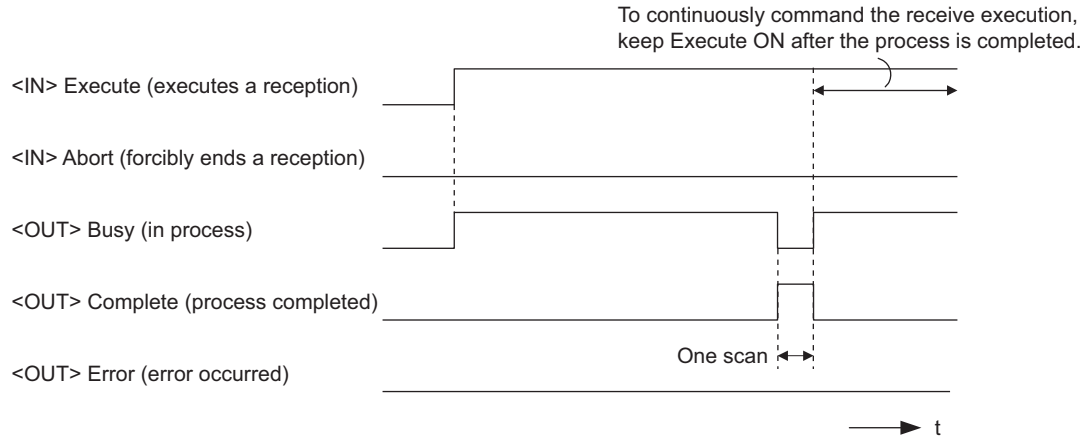 To continuously command the receive execution,
keep Execute ON after the process is completed.
<IN> Execute (executes a reception)
<IN> Abort (forcibly ends a reception)
<OUT> Busy (in process)
<OUT> Complete (process completed)
One scan
<OUT> Error (error occurred)
t